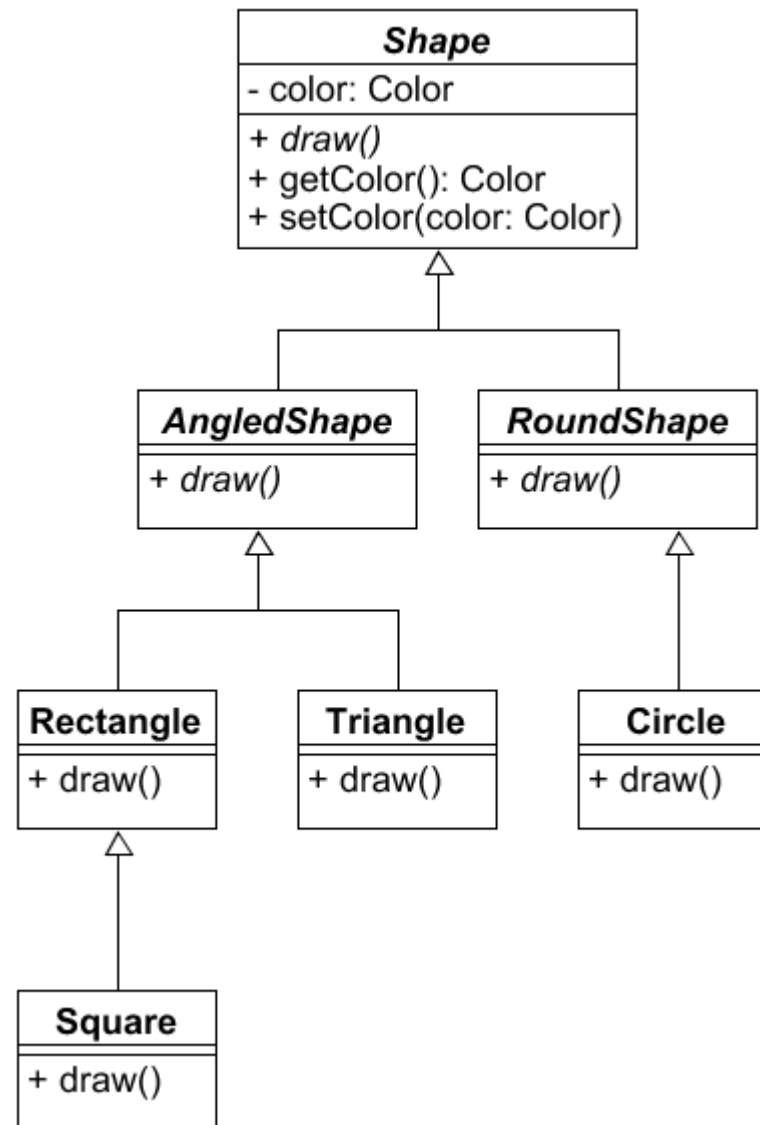 Shape
- color: Color
+ draw()
+ getColor(): Color
+ setColor(color: Color)
AngledShape
+ draw()
RoundShape
+ draw()
Rectangle
+ draw()
Triangle
+ draw()
Circle
+ draw()
Square
+ draw()